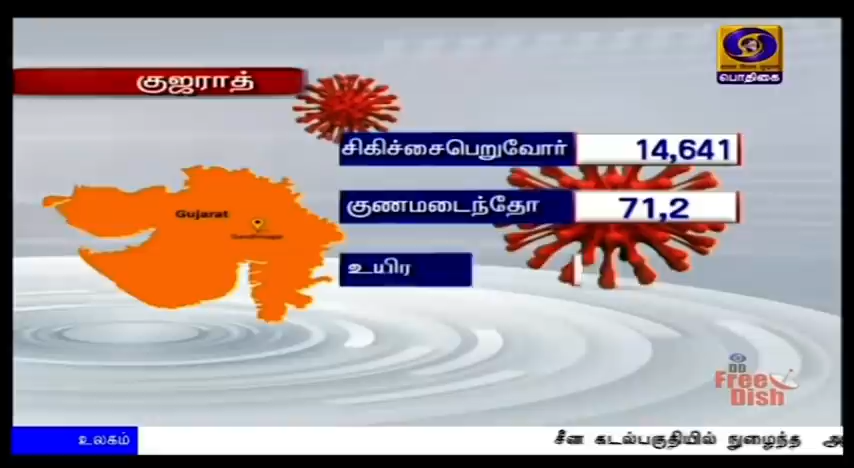 பொதிகை
குஜராத்
சிகிச்சைபெறுவோர் 14,641
Gujarat
குணமடைந்தோ 71,2
Gandhinagar
உயிர
DD
Free
Dish
உலகம் சீன கடல்பகுதியில் நுழைந்த